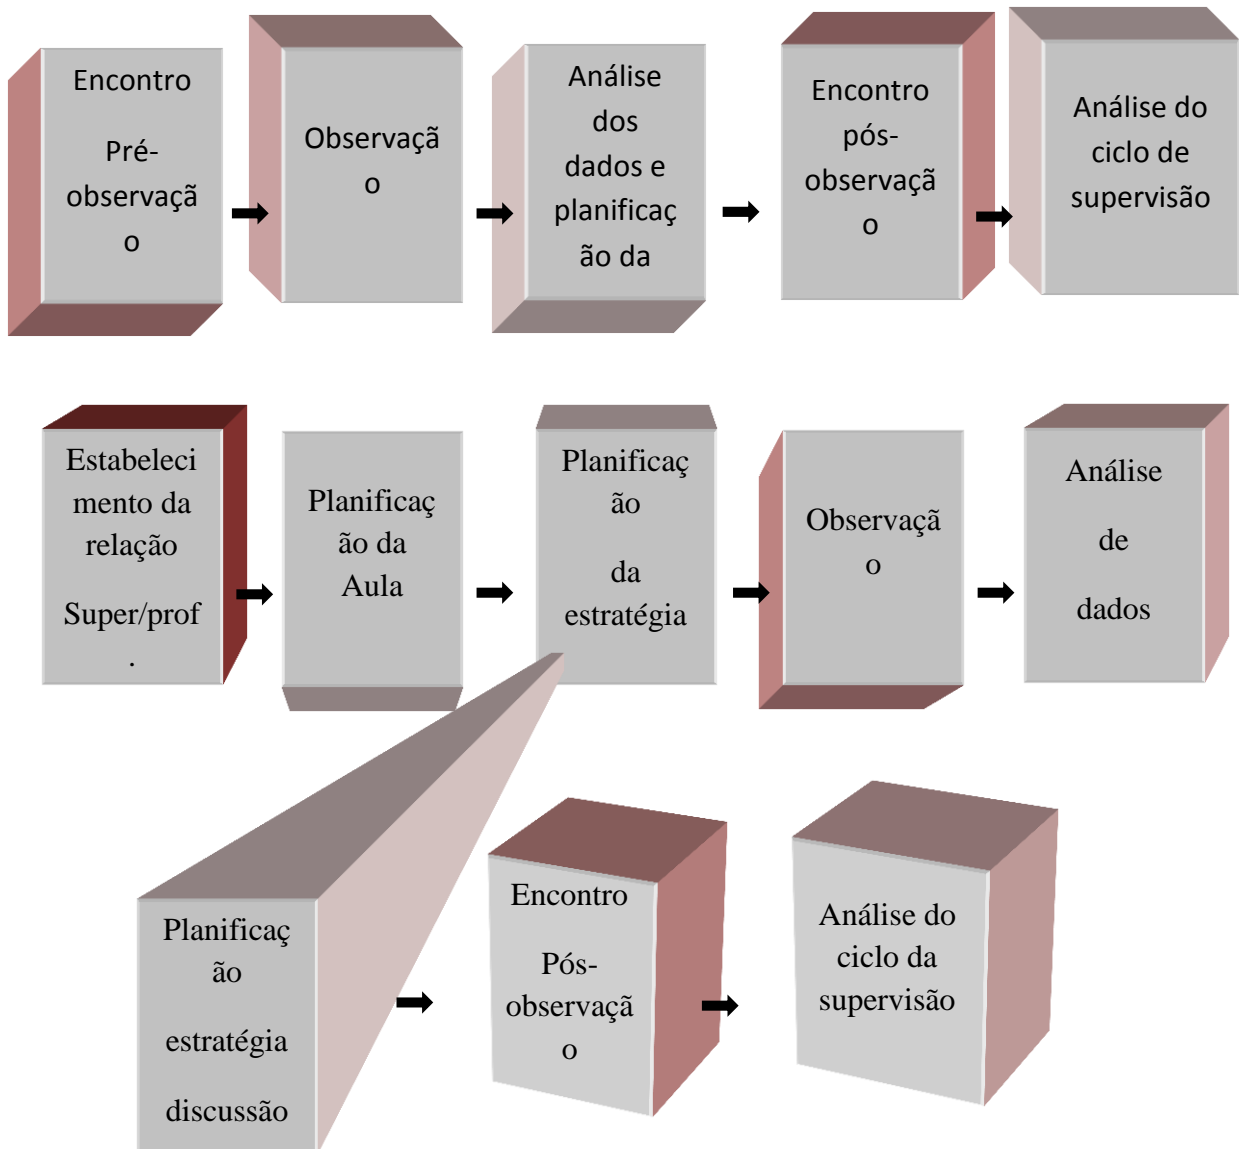 Encontro
Pré-
observaçã
o
Observaçã
o
Análise
dos
dados e
planificaç
ão da
Encontro
pós-
observaçã
o
Análise do
ciclo de
supervisão
Estabeleci
mento da
relação
Super/prof
.
Planificaç
ão da
Aula
Planificaç
ão
da
estratégia
Observaçã
o
Análise
de
dados
Planificaç
ão
estratégia
discussão
Encontro
Pós-
observaçã
o
Análise do
ciclo da
supervisão